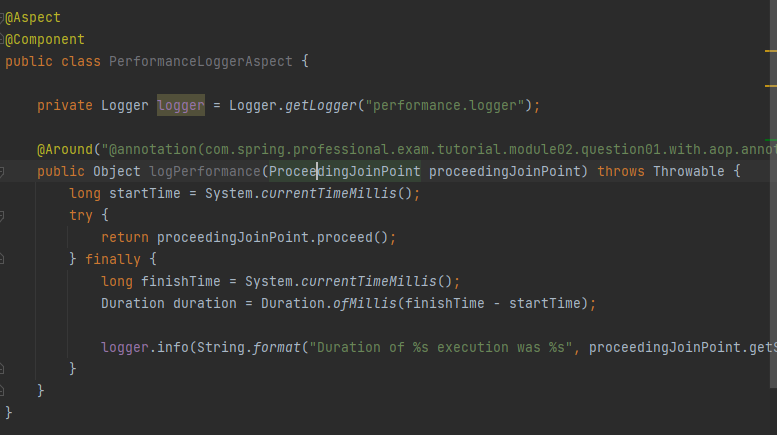 @Aspect
@Component
public class PerformanceLoggerAspect {
private Logger logger = Logger.getLogger("performance.logger");
@Around("@annotation(com.spring.professional.exam.tutorial.module02.question01.with.aop.annot
public Object logPerformance(ProceedingJoinPoint proceedingJoinPoint) throws Throwable {
long startTime = System.currentTimeMillis();
try {
return proceedingJoinPoint.proceed();
} finally {
long finishTime = System.currentTimeMillis();
Duration duration = Duration.ofMillis(finishTime - startTime);
logger.info(String.format("Duration of %s execution was %s", proceedingJoinPoint.getS
}
}
}